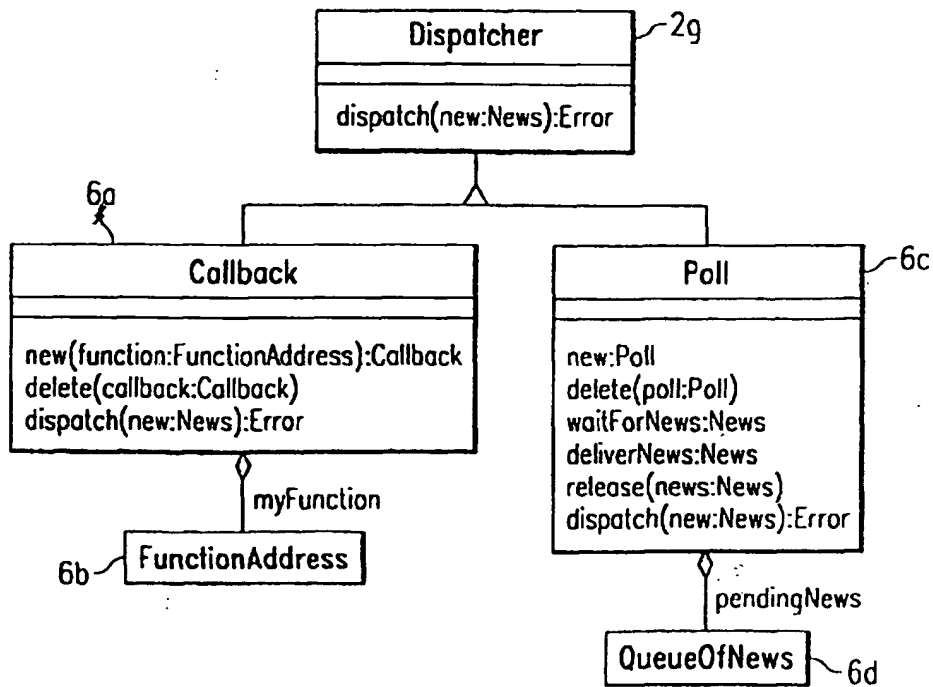 Dispatcher
2g
dispatch(new:News):Error
6a
Callback
new(function:FunctionAddress):Callback
delete(callback:Callback)
dispatch(new:News):Error
myFunction
6b
FunctionAddress
Poll
6c
new:Poll
delete(poll:Poll)
waitForNews:News
deliverNews:News
release(news:News)
dispatch(new:News):Error
pendingNews
QueueOfNews
6d